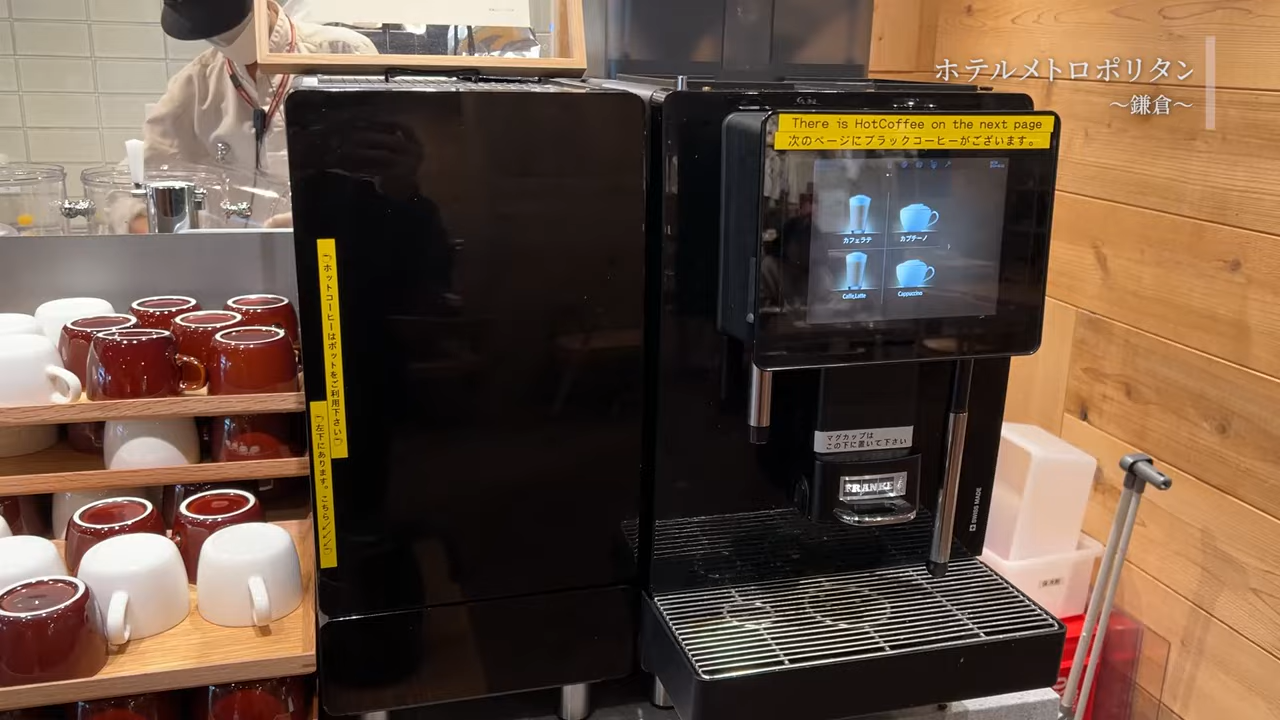 ホテルメトロポリタン
〜鎌倉〜
There is HotCoffee on the next page
次のページにブラックコーヒーがございます。
カフェラテ
カプチーノ
Caffe,Latte
Cappuccino
ホットコーヒーはポットをご利用下さい
左下にあります。こちら
マグカップは
この下に置いて下さい
FRANKE
SWISS MADE